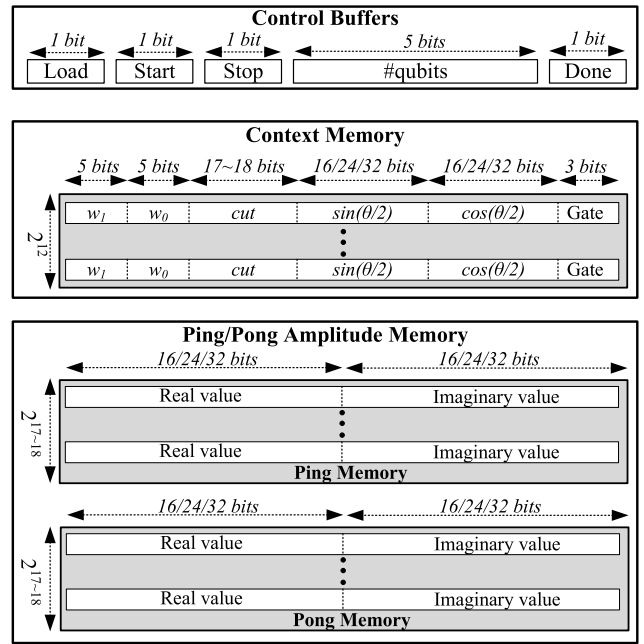 Control Buffers
1 bit 1 bit 1 bit 5 bits 1 bit
Load Start Stop #qubits Done
Context Memory
5 bits 5 bits 17~18 bits 16/24/32 bits 16/24/32 bits 3 bits
2^12
w_1 w_0 cut sin(θ/2) cos(θ/2) Gate
w_1 w_0 cut sin(θ/2) cos(θ/2) Gate
Ping/Pong Amplitude Memory
16/24/32 bits 16/24/32 bits
2^17~18
Real value Imaginary value
Real value Imaginary value
Ping Memory
16/24/32 bits 16/24/32 bits
2^17~18
Real value Imaginary value
Real value Imaginary value
Pong Memory